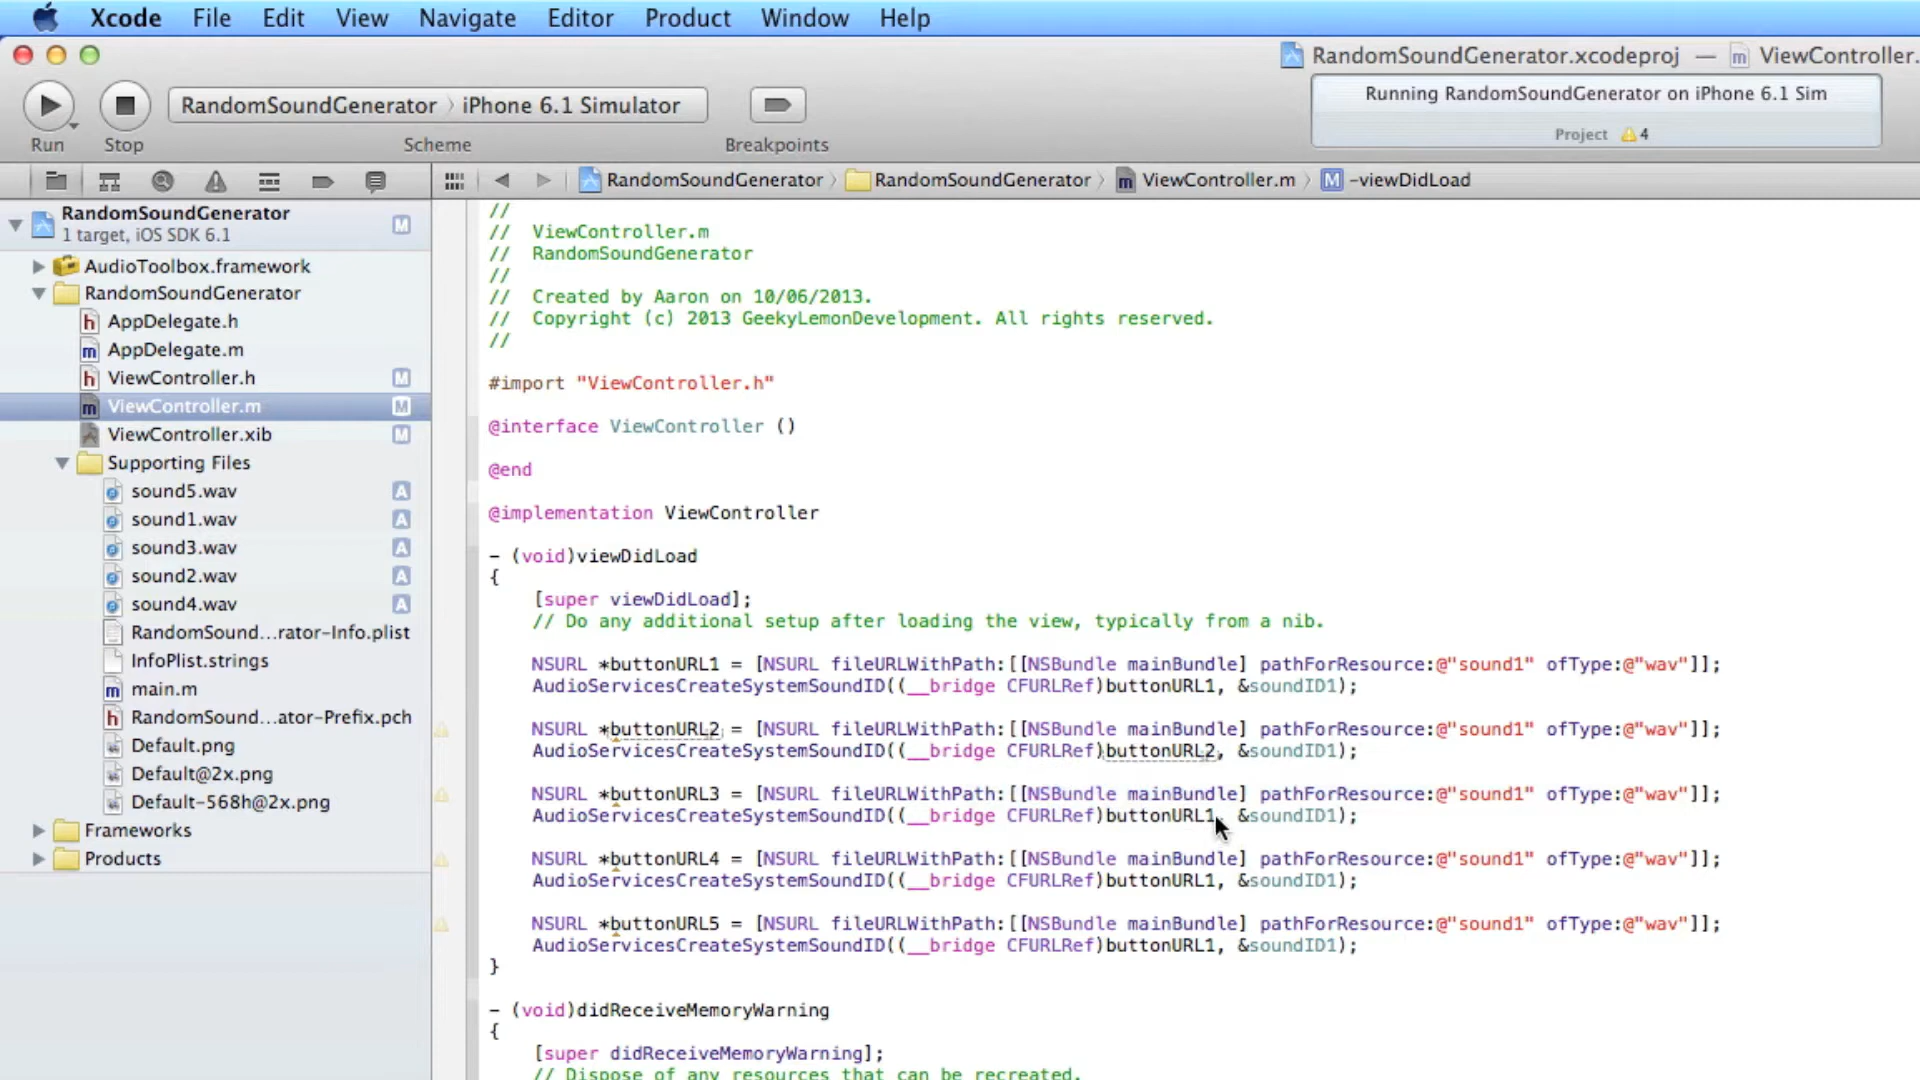 Xcode File Edit View Navigate Editor Product Window Help
RandomSoundGenerator.xcodeproj — ViewController.
RandomSoundGenerator 〉 iPhone 6.1 Simulator
Running RandomSoundGenerator on iPhone 6.1 Sim
Project 4
Run Stop Scheme Breakpoints
RandomSoundGenerator 〉 RandomSoundGenerator 〉 ViewController.m 〉 M -viewDidLoad
RandomSoundGenerator M
1 target, iOS SDK 6.1
AudioToolbox.framework
RandomSoundGenerator
AppDelegate.h
AppDelegate.m
ViewController.h M
ViewController.m M
ViewController.xib M
Supporting Files
sound5.wav A
sound1.wav A
sound3.wav A
sound2.wav A
sound4.wav A
RandomSound...rator-Info.plist
InfoPlist.strings
main.m
RandomSound...ator-Prefix.pch
Default.png
Default@2x.png
Default-568h@2x.png
Frameworks
Products
//
//  ViewController.m
//  RandomSoundGenerator
//
//  Created by Aaron on 10/06/2013.
//  Copyright (c) 2013 GeekyLemonDevelopment. All rights reserved.
//
#import "ViewController.h"
@interface ViewController ()
@end
@implementation ViewController
- (void)viewDidLoad
{
[super viewDidLoad];
// Do any additional setup after loading the view, typically from a nib.
NSURL *buttonURL1 = [NSURL fileURLWithPath:[[NSBundle mainBundle] pathForResource:@"sound1" ofType:@"wav"]];
AudioServicesCreateSystemSoundID((__bridge CFURLRef)buttonURL1, &soundID1);
NSURL *buttonURL2 = [NSURL fileURLWithPath:[[NSBundle mainBundle] pathForResource:@"sound1" ofType:@"wav"]];
AudioServicesCreateSystemSoundID((__bridge CFURLRef)buttonURL2, &soundID1);
NSURL *buttonURL3 = [NSURL fileURLWithPath:[[NSBundle mainBundle] pathForResource:@"sound1" ofType:@"wav"]];
AudioServicesCreateSystemSoundID((__bridge CFURLRef)buttonURL1, &soundID1);
NSURL *buttonURL4 = [NSURL fileURLWithPath:[[NSBundle mainBundle] pathForResource:@"sound1" ofType:@"wav"]];
AudioServicesCreateSystemSoundID((__bridge CFURLRef)buttonURL1, &soundID1);
NSURL *buttonURL5 = [NSURL fileURLWithPath:[[NSBundle mainBundle] pathForResource:@"sound1" ofType:@"wav"]];
AudioServicesCreateSystemSoundID((__bridge CFURLRef)buttonURL1, &soundID1);
}
- (void)didReceiveMemoryWarning
{
[super didReceiveMemoryWarning];
// Dispose of any resources that can be recreated.